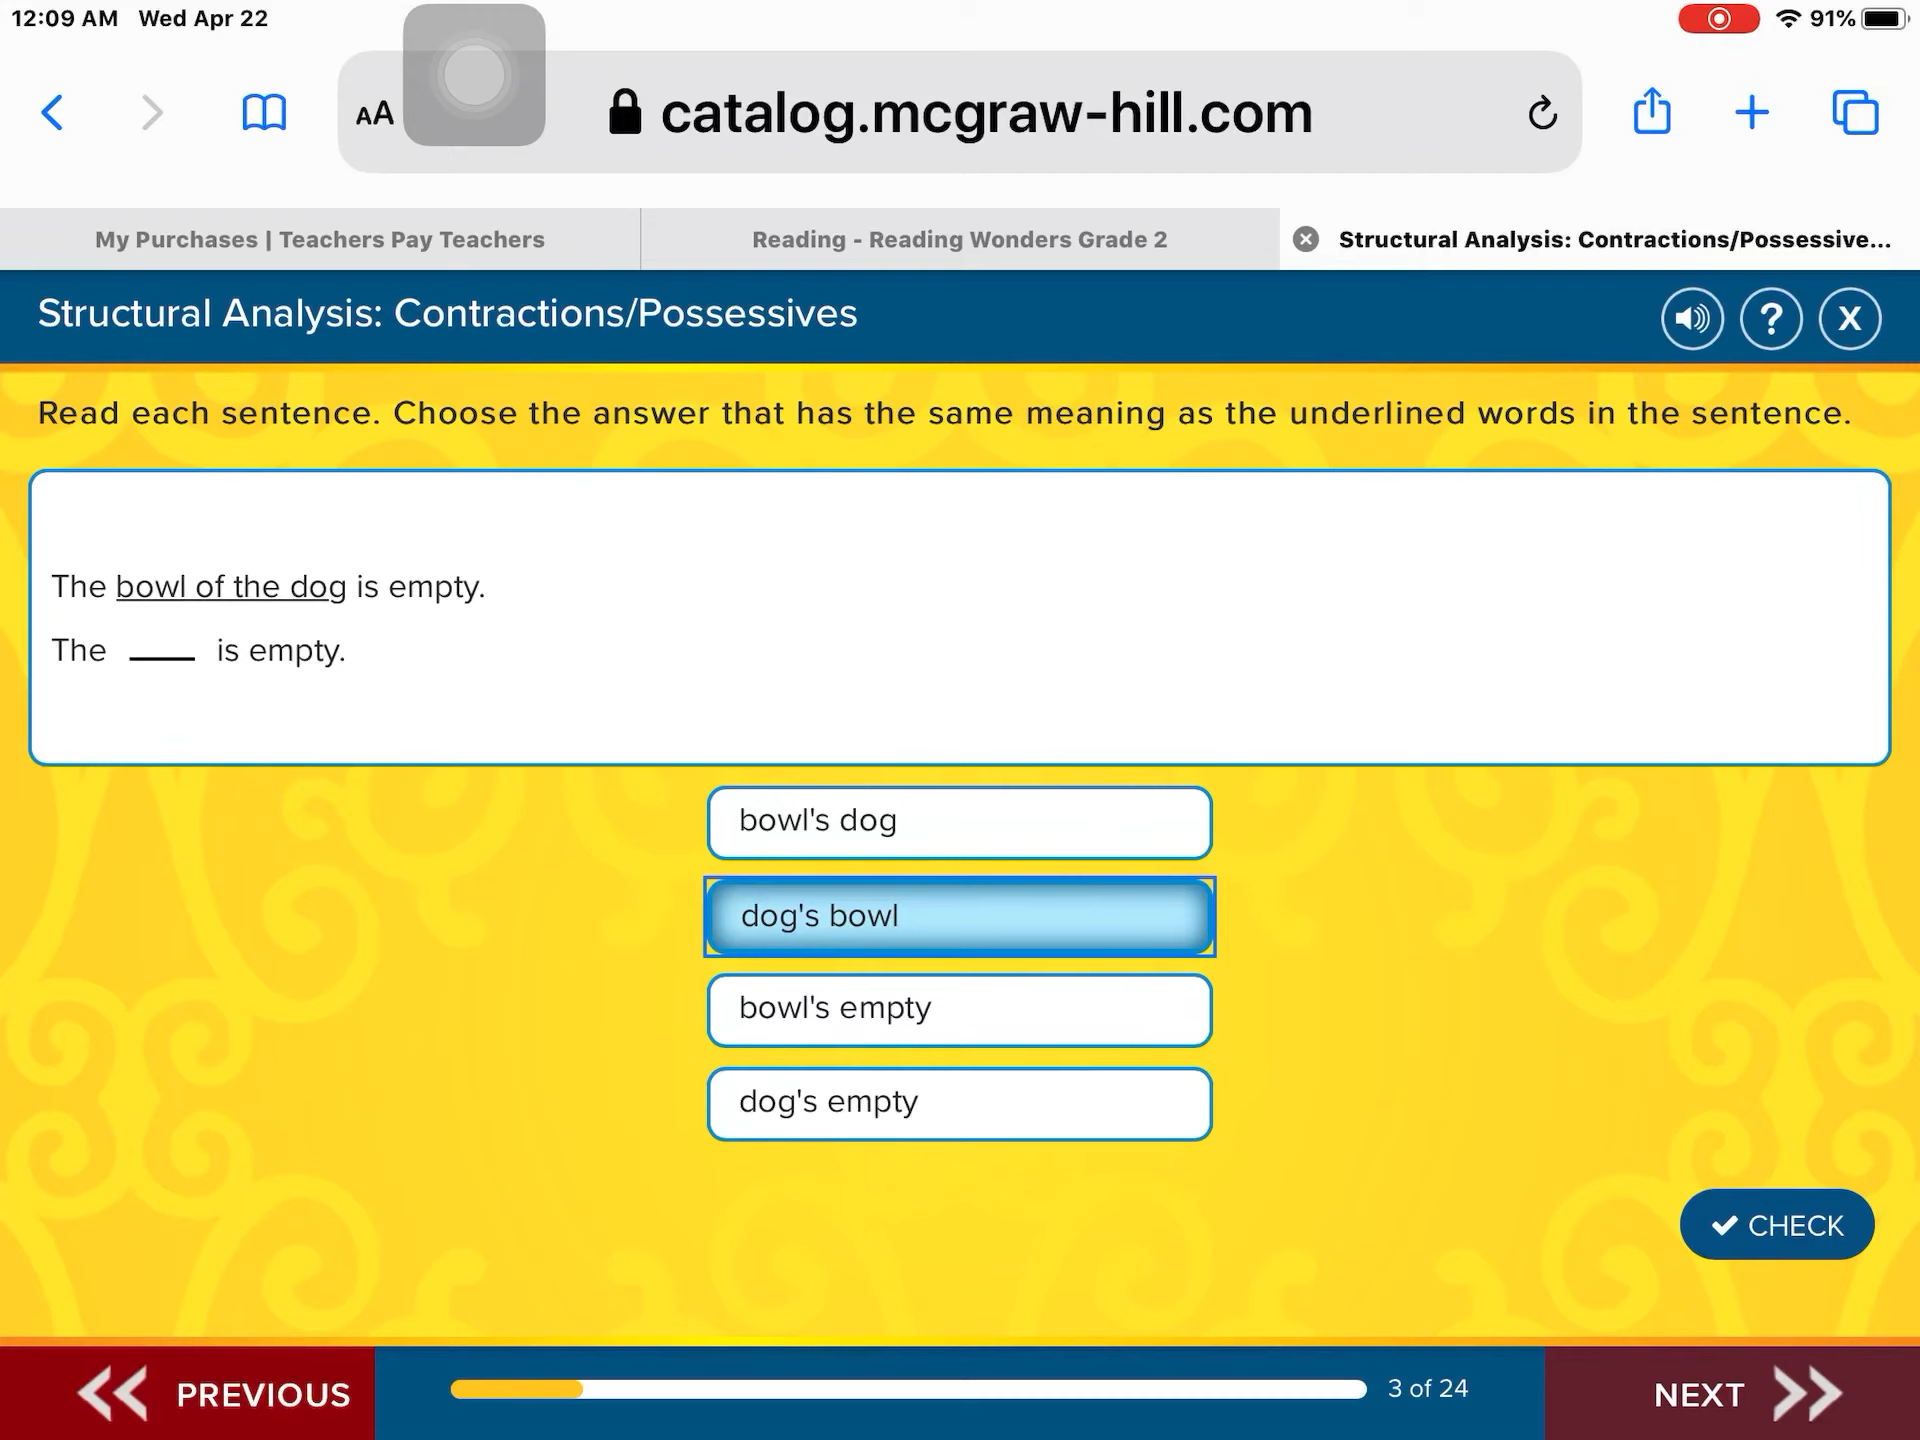 12:09 AM Wed Apr 22
91%
AA
catalog.mcgraw-hill.com
My Purchases | Teachers Pay Teachers
Reading - Reading Wonders Grade 2
Structural Analysis: Contractions/Possessive...
Structural Analysis: Contractions/Possessives
?
X
Read each sentence. Choose the answer that has the same meaning as the underlined words in the sentence.
The bowl of the dog is empty.
The ____ is empty.
bowl's dog
dog's bowl
bowl's empty
dog's empty
CHECK
PREVIOUS
3 of 24
NEXT